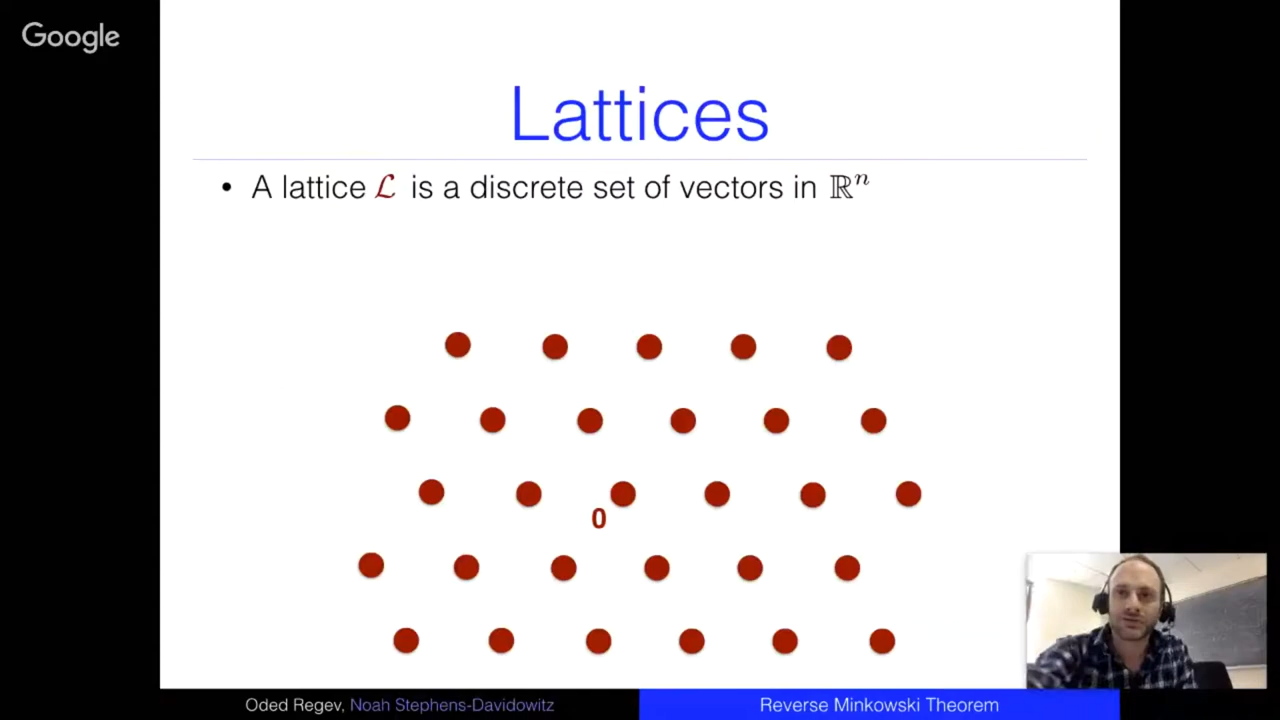 Google
Lattices
• A lattice ℒ is a discrete set of vectors in ℝⁿ
0
Oded Regev, Noah Stephens-Davidowitz
Reverse Minkowski Theorem